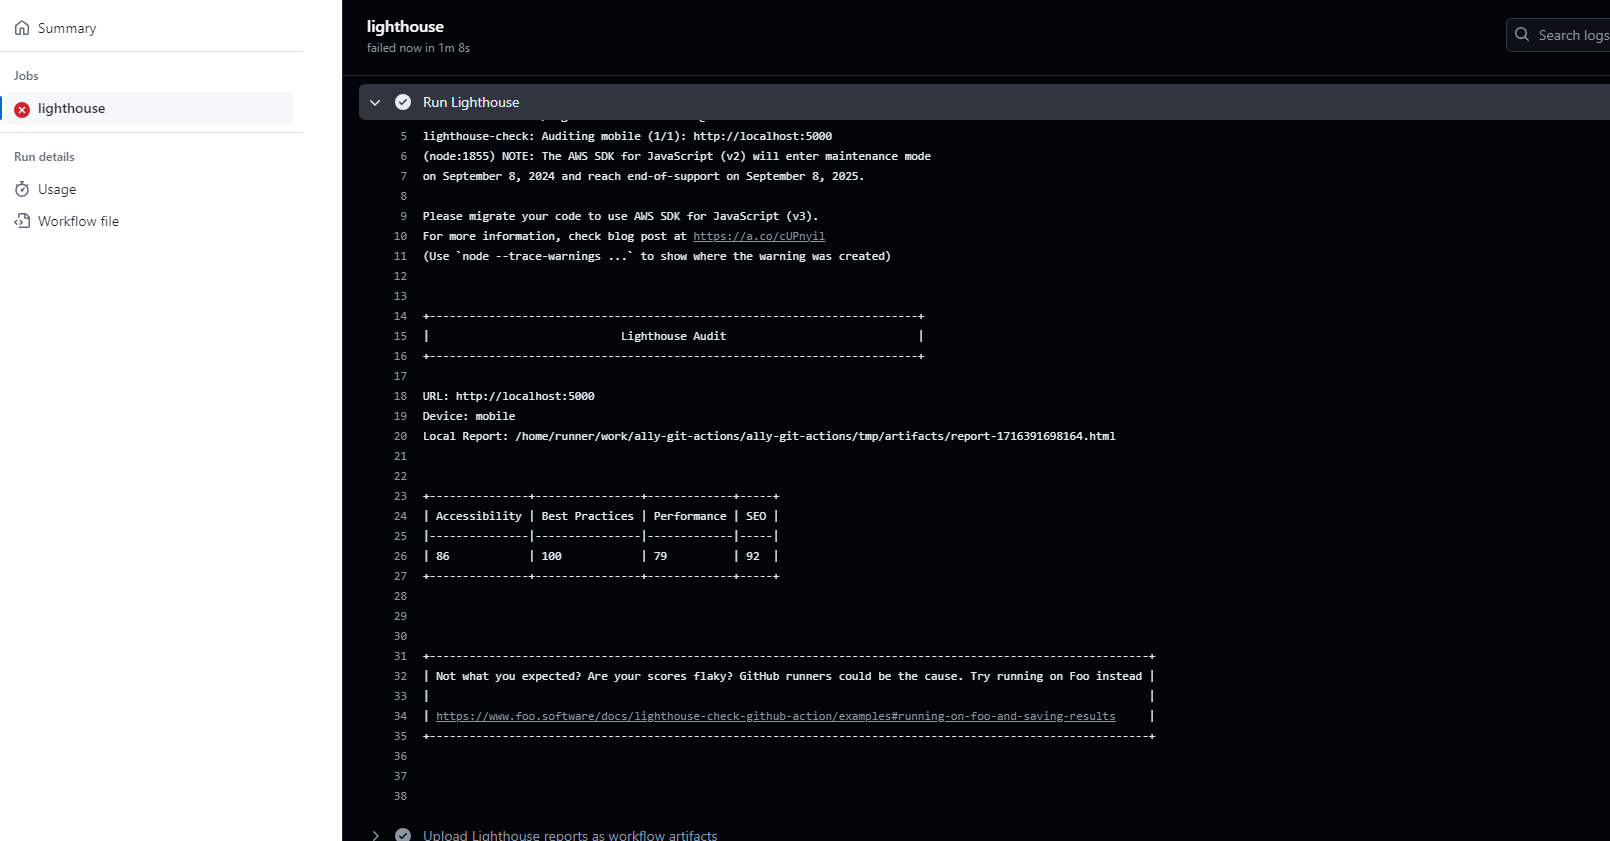 Summary
Jobs
lighthouse
Run details
Usage
Workflow file
lighthouse
failed now in 1m 8s
Search logs
Run Lighthouse
5 lighthouse-check: Auditing mobile (1/1): http://localhost:5000
6 (node:1855) NOTE: The AWS SDK for JavaScript (v2) will enter maintenance mode
7 on September 8, 2024 and reach end-of-support on September 8, 2025.
8
9 Please migrate your code to use AWS SDK for JavaScript (v3).
10 For more information, check blog post at https://a.co/cUPnyil
11 (Use `node --trace-warnings ...` to show where the warning was created)
12
13
14 +--------------------------------------------------------------------------+
15 | Lighthouse Audit |
16 +--------------------------------------------------------------------------+
17
18 URL: http://localhost:5000
19 Device: mobile
20 Local Report: /home/runner/work/ally-git-actions/ally-git-actions/tmp/artifacts/report-1716391698164.html
21
22
23 +---------------+----------------+-------------+-----+
24 | Accessibility | Best Practices | Performance | SEO |
25 |---------------|----------------|-------------|-----|
26 | 86 | 100 | 79 | 92 |
27 +---------------+----------------+-------------+-----+
28
29
30
31 +-------------------------------------------------------------------------------------------------------------+
32 | Not what you expected? Are your scores flaky? GitHub runners could be the cause. Try running on Foo instead |
33 | |
34 | https://www.foo.software/docs/lighthouse-check-github-action/examples#running-on-foo-and-saving-results |
35 +-------------------------------------------------------------------------------------------------------------+
36
37
38
Upload Lighthouse reports as workflow artifacts